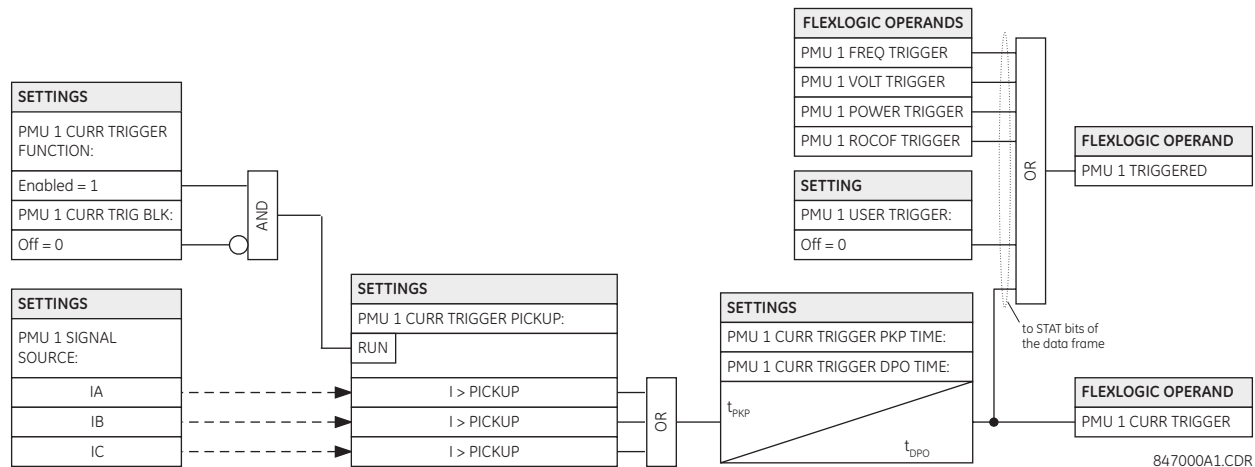 SETTINGS
PMU 1 CURR TRIGGER
FUNCTION:
Enabled = 1
PMU 1 CURR TRIG BLK:
Off = 0
AND
SETTINGS
PMU 1 SIGNAL
SOURCE:
IA
IB
IC
SETTINGS
PMU 1 CURR TRIGGER PICKUP:
RUN
I > PICKUP
I > PICKUP
I > PICKUP
OR
SETTINGS
PMU 1 CURR TRIGGER PKP TIME:
PMU 1 CURR TRIGGER DPO TIME:
tPKP
tDPO
FLEXLOGIC OPERANDS
PMU 1 FREQ TRIGGER
PMU 1 VOLT TRIGGER
PMU 1 POWER TRIGGER
PMU 1 ROCOF TRIGGER
SETTING
PMU 1 USER TRIGGER:
Off = 0
OR
to STAT bits of
the data frame
FLEXLOGIC OPERAND
PMU 1 TRIGGERED
FLEXLOGIC OPERAND
PMU 1 CURR TRIGGER
847000A1.CDR